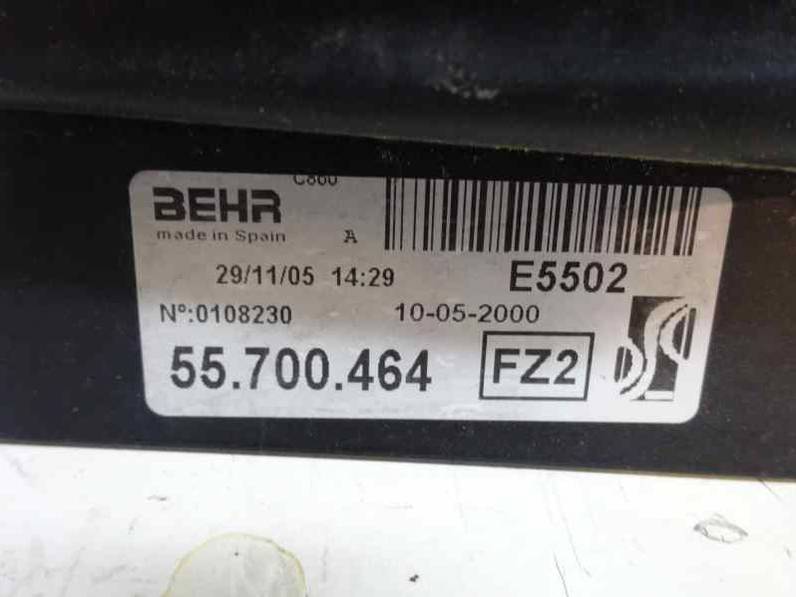 C860
BEHR
made in Spain A
29/11/05 14:29 E5502
Nº:0108230 10-05-2000
55.700.464 FZ2